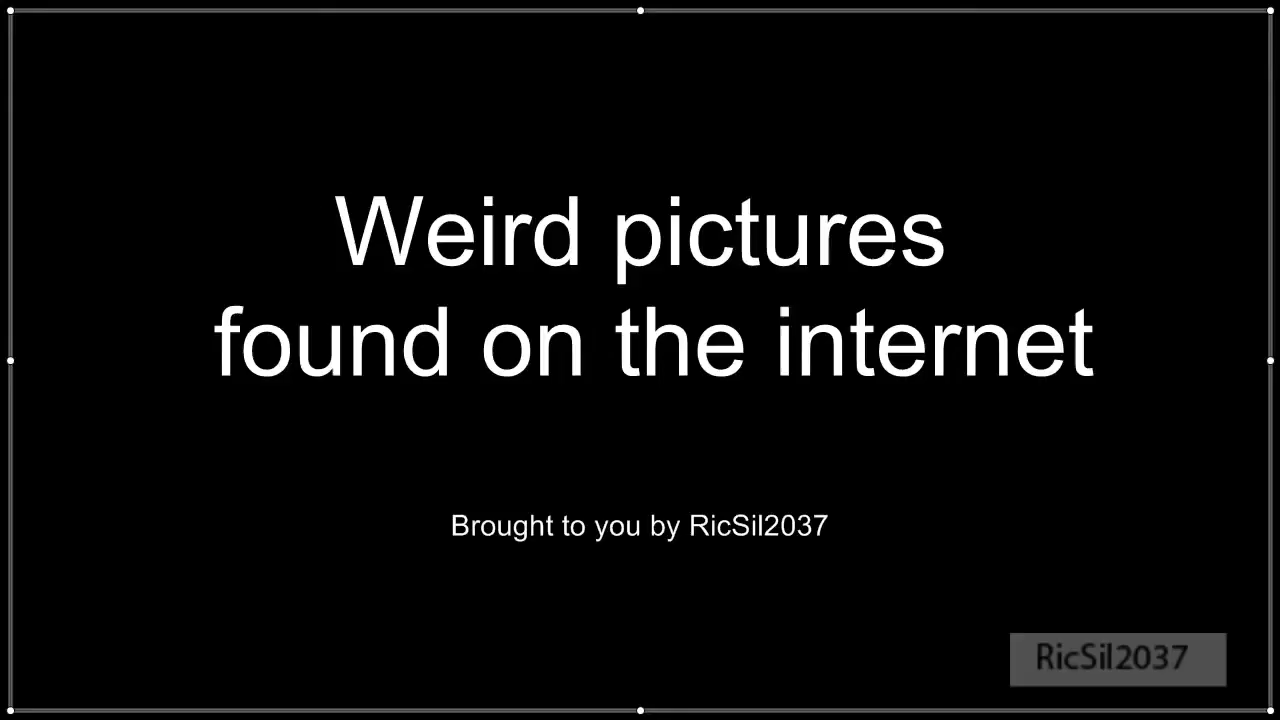 Weird pictures
found on the internet
Brought to you by RicSil2037
RicSil2037